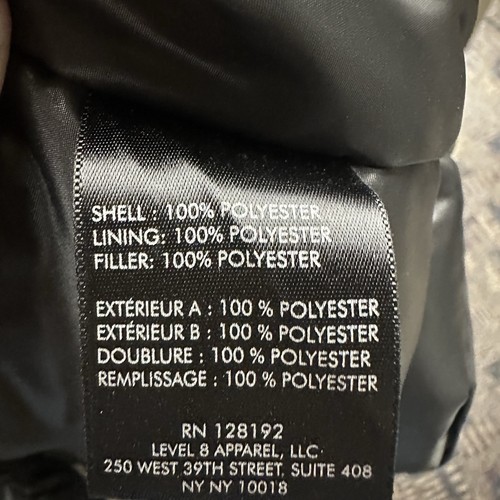 SHELL : 100% POLYESTER
LINING: 100% POLYESTER
FILLER: 100% POLYESTER
EXTÉRIEUR A : 100 % POLYESTER
EXTÉRIEUR B : 100 % POLYESTER
DOUBLURE : 100 % POLYESTER
REMPLISSAGE : 100 % POLYESTER
RN 128192
LEVEL 8 APPAREL, LLC
250 WEST 39TH STREET, SUITE 408
NY NY 10018